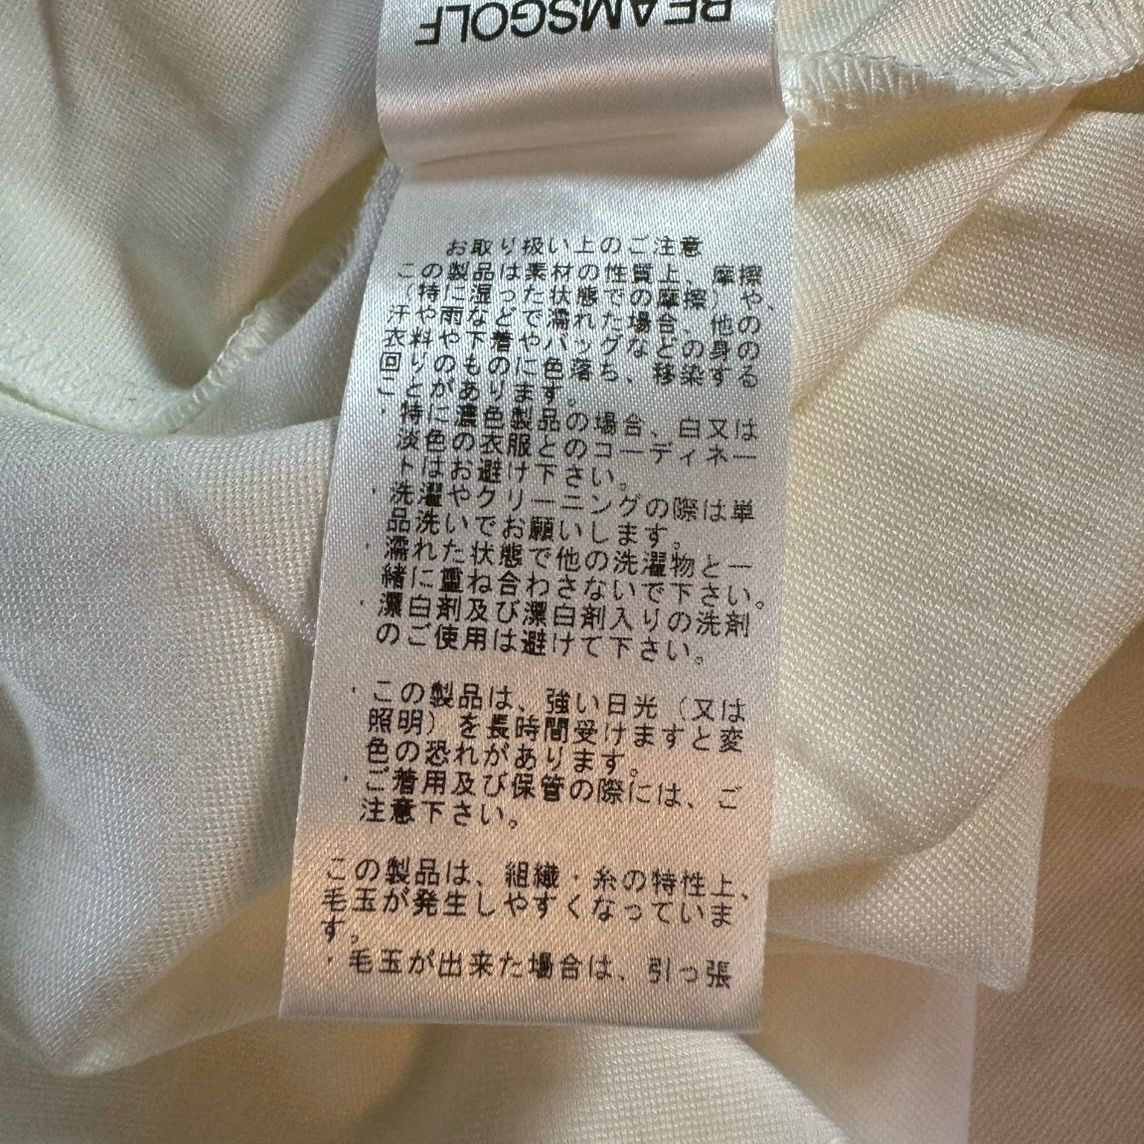 BEAMSGOLF
お取り扱い上のご注意
この製品は素材の性質上、摩擦
（特に湿った状態での摩擦）や、
汗や雨などで濡れた場合、他の
衣料や下着やバッグなどの身の
回りのものに色落ち、移染する
ことがあります。
・特に濃色製品の場合、白又は
淡色の衣服とのコーディネー
トはお避け下さい。
・洗濯やクリーニングの際は単
品洗いでお願いします。
・濡れた状態で他の洗濯物と一
緒に重ね合わさないで下さい。
・漂白剤及び漂白剤入りの洗剤
のご使用は避けて下さい。
・この製品は、強い日光（又は
照明）を長時間受けますと変
色の恐れがあります。
・ご着用及び保管の際には、ご
注意下さい。
この製品は、組織・糸の特性上、
毛玉が発生しやすくなっていま
す。
・毛玉が出来た場合は、引っ張